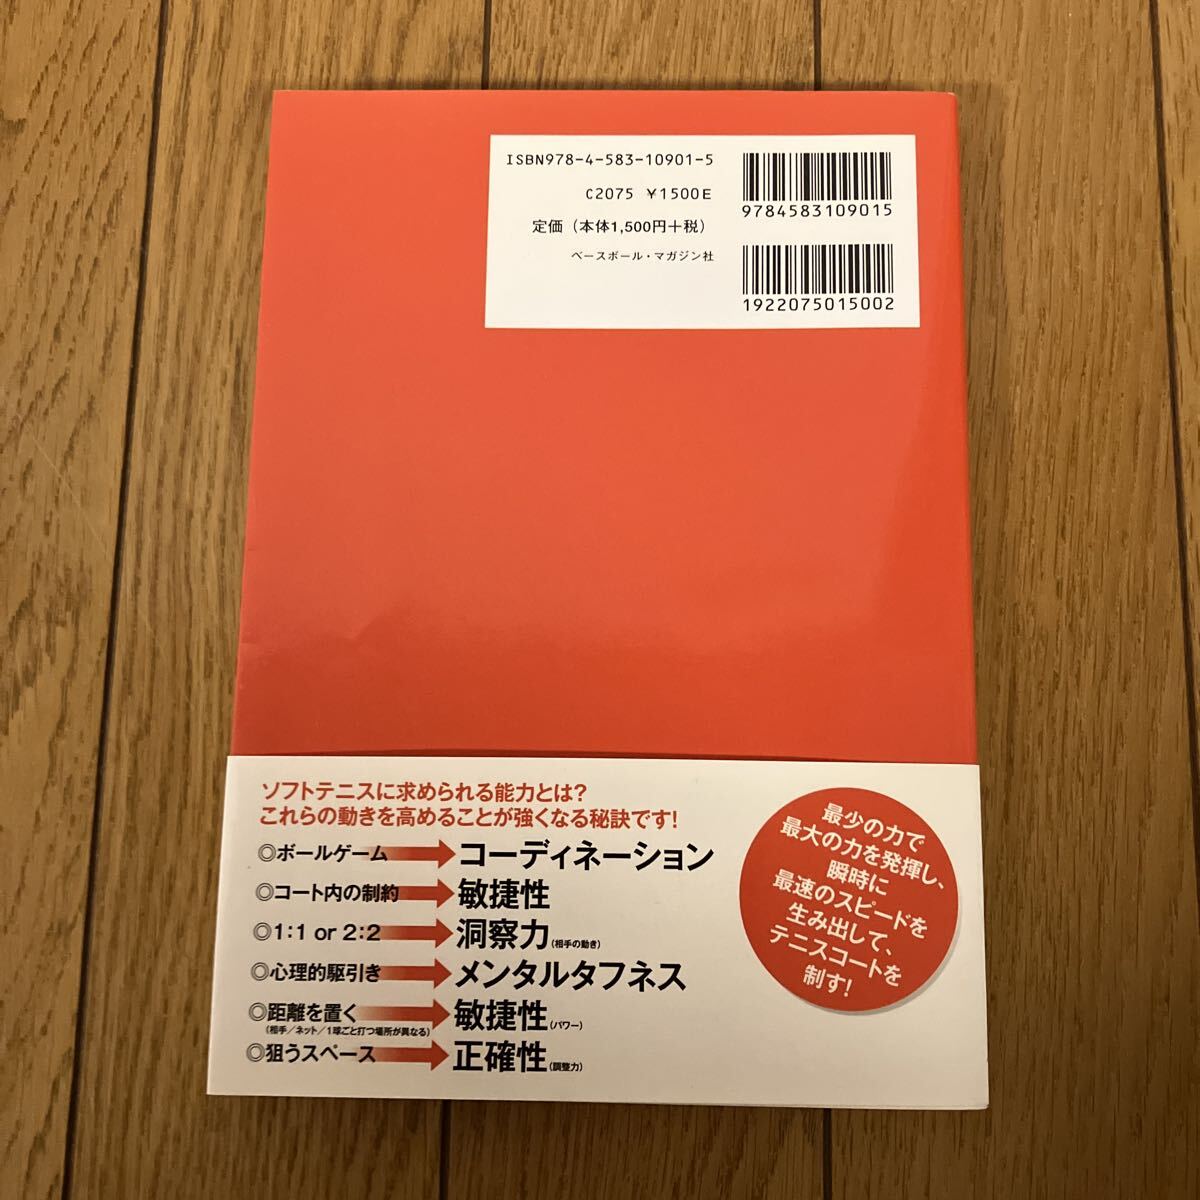 ISBN978-4-583-10901-5
C2075 ¥1500E
定価（本体1,500円＋税）
ベースボール・マガジン社
9784583109015
1922075015002
ソフトテニスに求められる能力とは？
これらの動きを高めることが強くなる秘訣です！
◎ボールゲーム コーディネーション
◎コート内の制約 敏捷性
◎1：1 or 2：2 洞察力（相手の動き）
◎心理的駆引き メンタルタフネス
◎距離を置く 敏捷性（パワー）
（相手／ネット／1球ごと打つ場所が異なる）
◎狙うスペース 正確性（調整力）
最少の力で
最大の力を発揮し、
瞬時に
最速のスピードを
生み出して、
テニスコートを
制す！